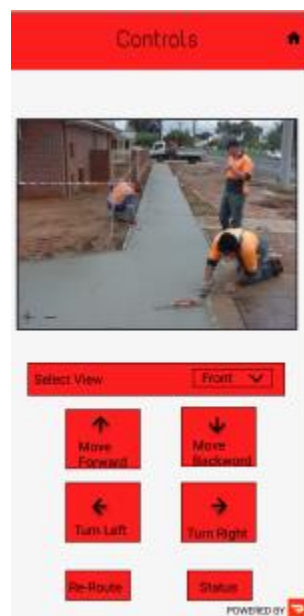 Controls
+ -
Select View Front
Move
Forward
Move
Backword
Turn Left
Turn Right
Re-Route
Status
POWERED BY